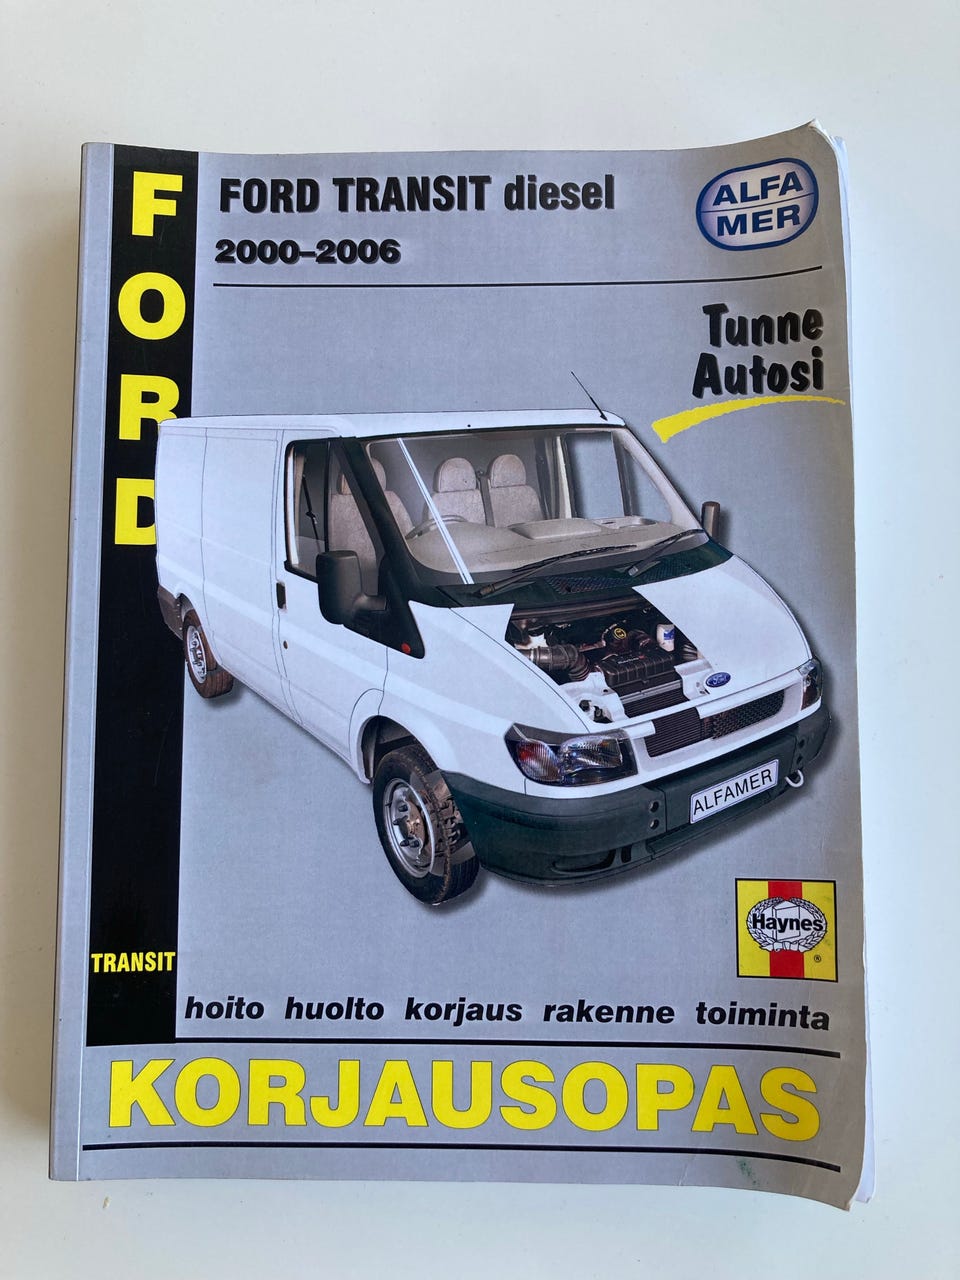 FORD
FORD TRANSIT diesel
2000–2006
ALFA
MER
Tunne
Autosi
Ford
ALFAMER
Haynes
®
TRANSIT
hoito huolto korjaus rakenne toiminta
KORJAUSOPAS